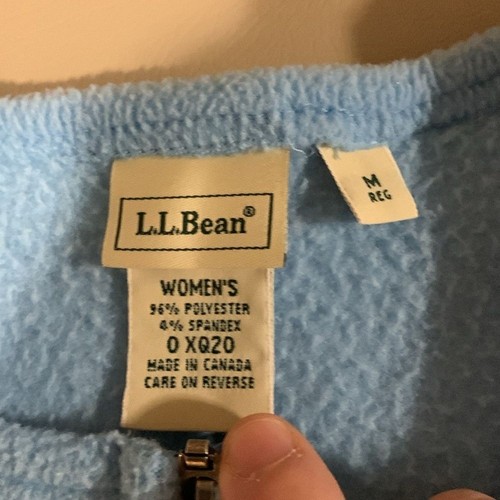 L.L.Bean®
M
REG
WOMEN'S
96% POLYESTER
4% SPANDEX
0 XQ20
MADE IN CANADA
CARE ON REVERSE